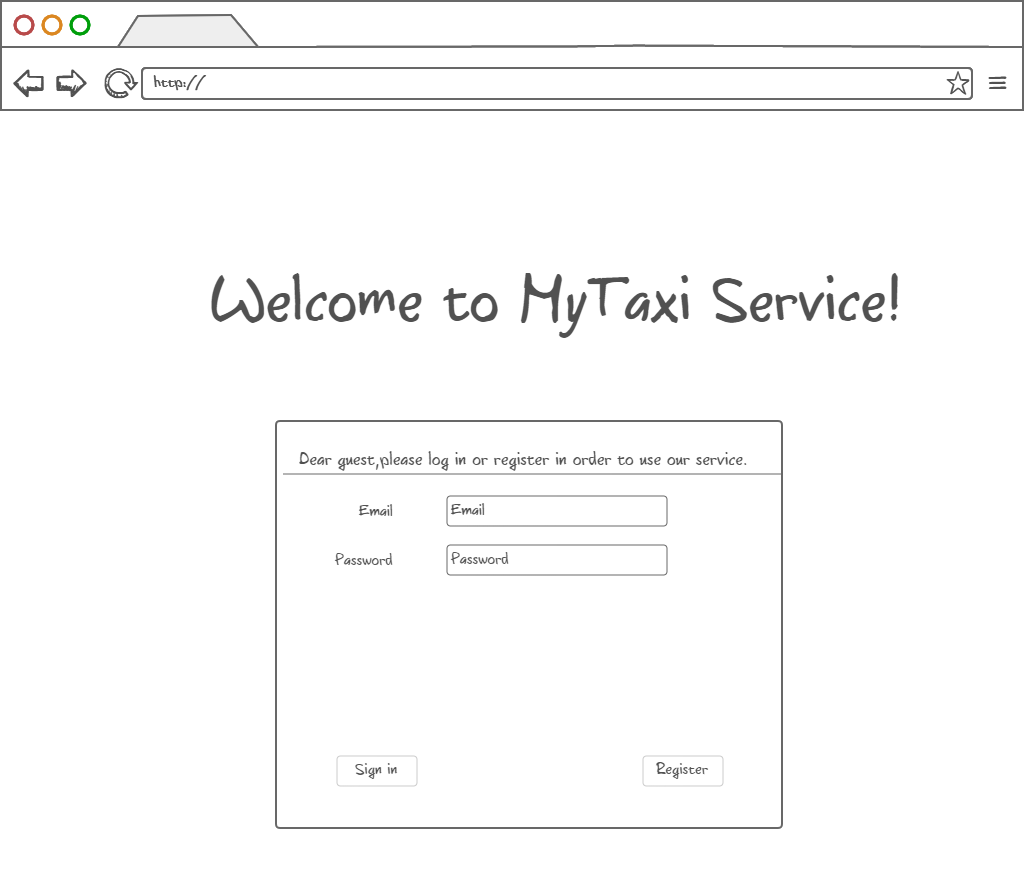 http://
Welcome to MyTaxi Service!
Dear guest,please log in or register in order to use our service.
Email Email
Password Password
Sign in Register